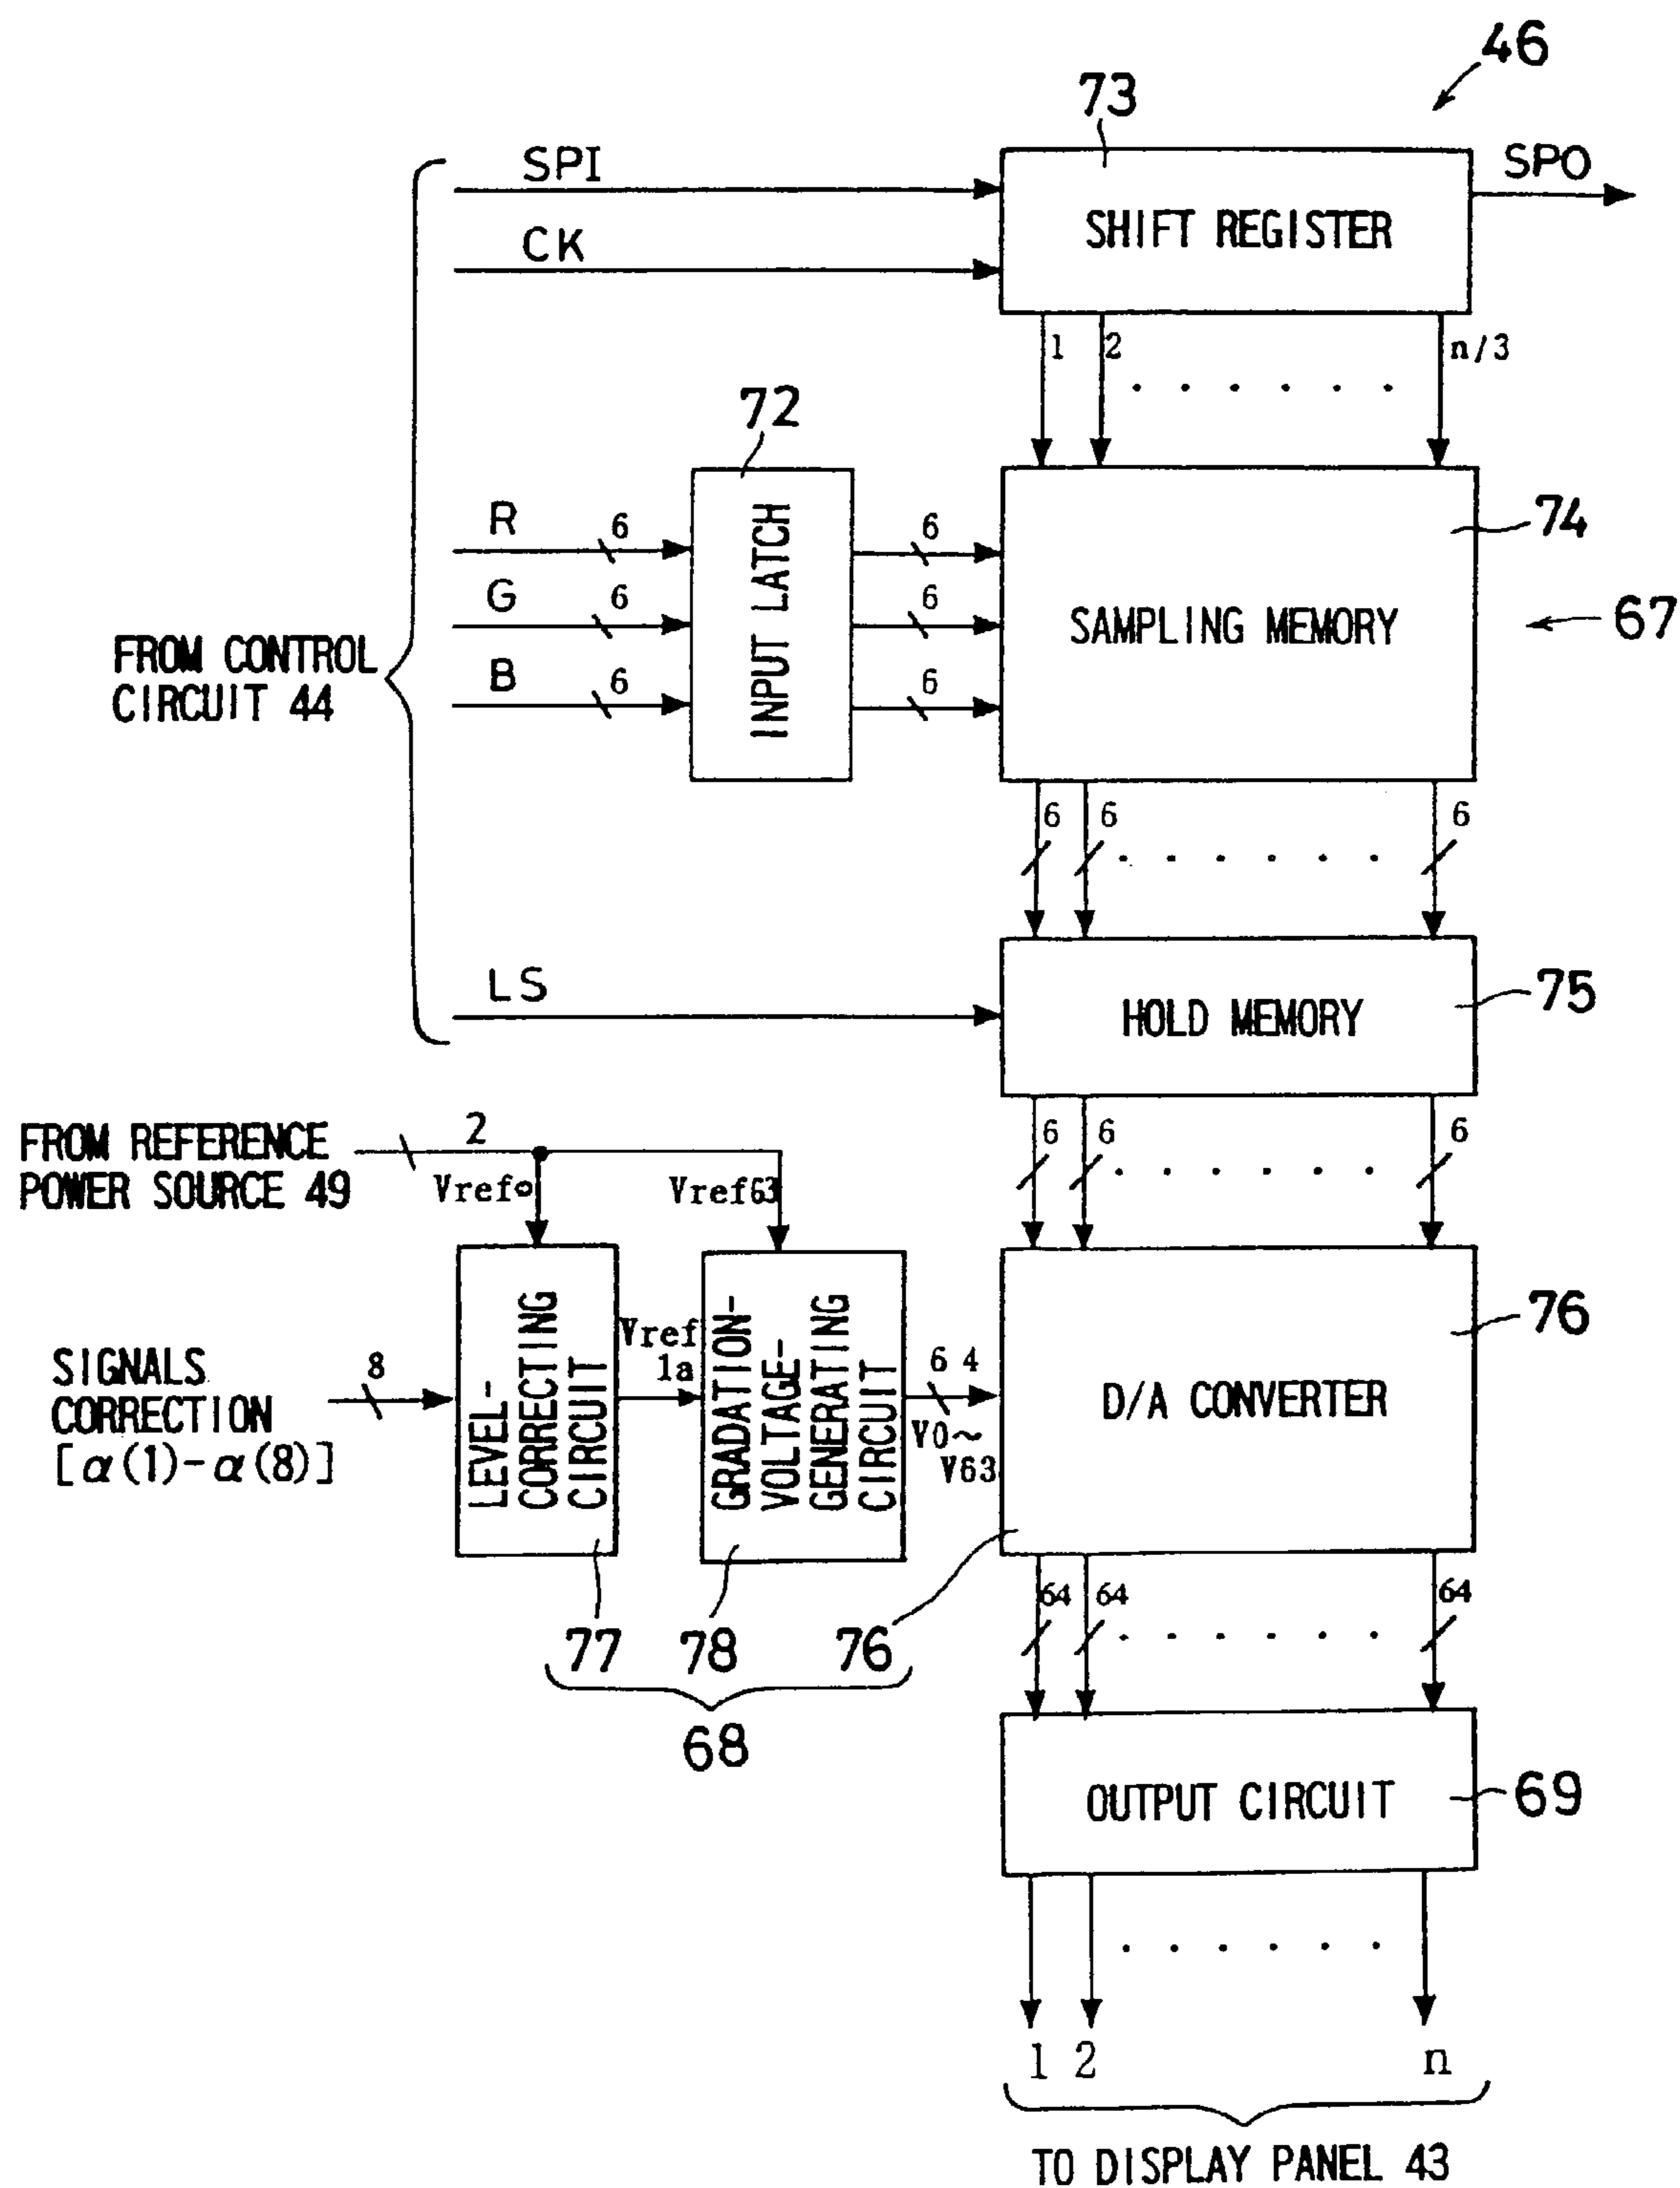 46
73
SPI
SPO
SHIFT REGISTER
CK
1 2 n/3
72
R 6 6
74
G 6 6
INPUT LATCH
SAMPLING MEMORY
67
FROM CONTROL
CIRCUIT 44
B 6 6
6 6 6
LS
75
HOLD MEMORY
FROM REFERENCE
POWER SOURCE 49
2
6 6 6
Vref0
Vref63
76
SIGNALS
CORRECTION
[α(1)-α(8)]
8
LEVEL-
CORRECTING
CIRCUIT
Vref
1a
GRADATION-
VOLTAGE-
GENERATING
CIRCUIT
64
V0~
V63
D/A CONVERTER
64 64 64
77 78 76
68
OUTPUT CIRCUIT
69
1 2 n
TO DISPLAY PANEL 43